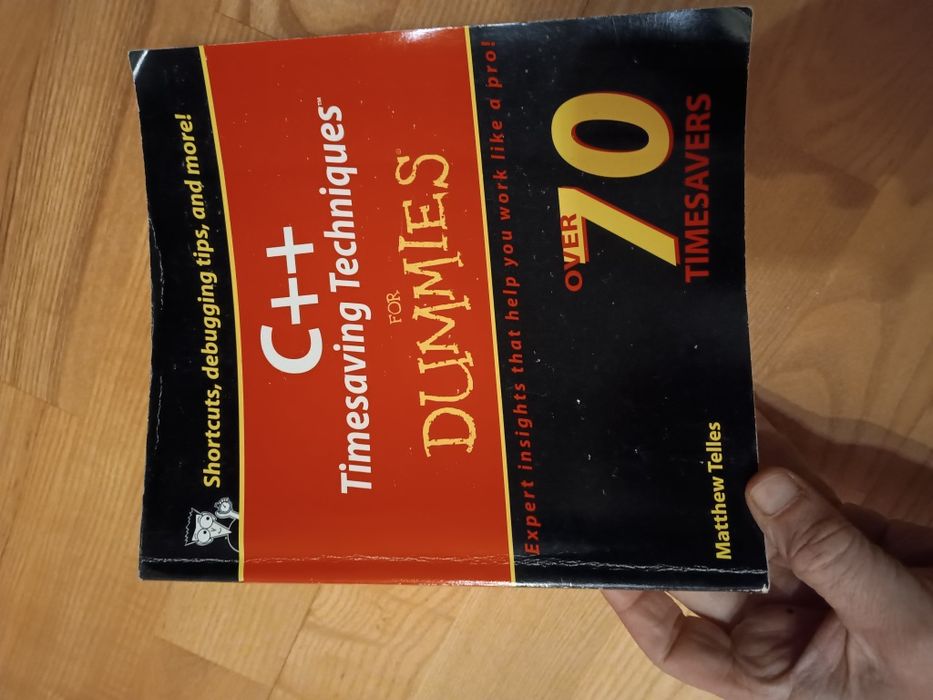 Shortcuts, debugging tips, and more!
C++
Timesaving Techniques™
FOR
DUMMIES®
Expert insights that help you work like a pro!
OVER
70
TIMESAVERS
Matthew Telles